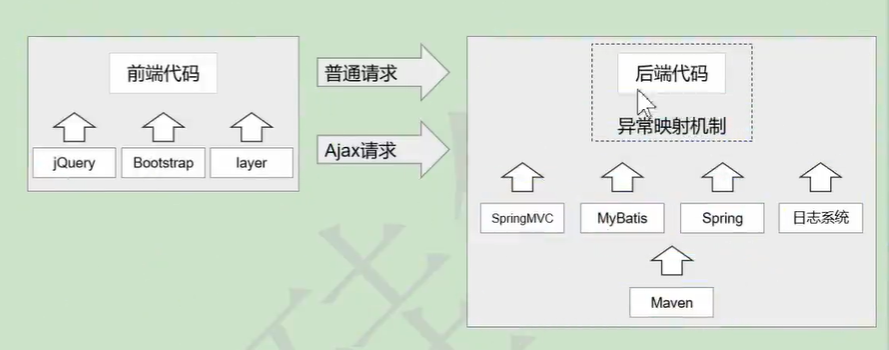 前端代码
jQuery
Bootstrap
layer
普通请求
Ajax请求
后端代码
异常映射机制
SpringMVC
MyBatis
Spring
日志系统
Maven